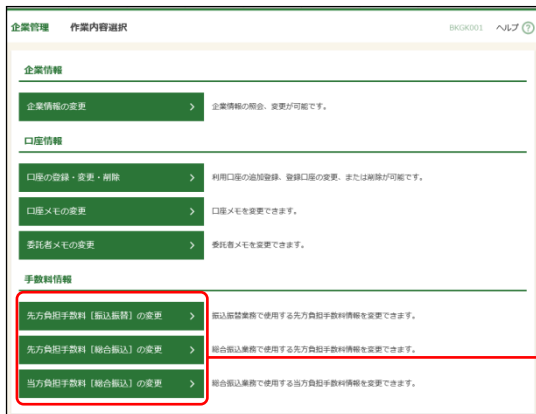 企業管理 作業内容選択 BKGK001 ヘルプ ?
企業情報
企業情報の変更 > 企業情報の照会、変更が可能です。
口座情報
口座の登録・変更・削除 > 利用口座の追加登録、登録口座の変更、または削除が可能です。
口座メモの変更 > 口座メモを変更できます。
委託者メモの変更 > 委託者メモを変更できます。
手数料情報
先方負担手数料［振込振替］の変更 > 振込振替業務で使用する先方負担手数料情報を変更できます。
先方負担手数料［総合振込］の変更 > 総合振込業務で使用する先方負担手数料情報を変更できます。
当方負担手数料［総合振込］の変更 > 総合振込業務で使用する当方負担手数料情報を変更できます。